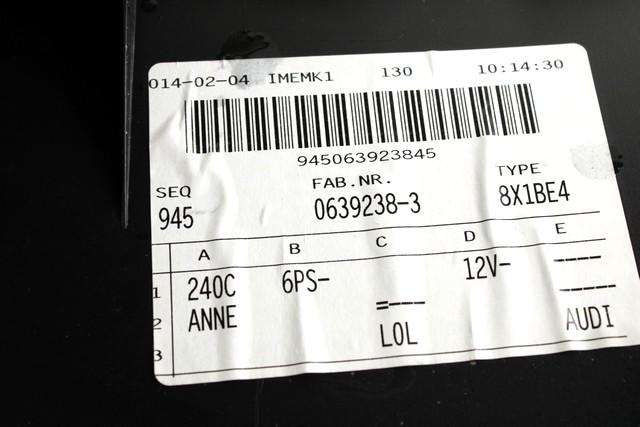 014-02-04 IMEMK1 130 10:14:30
945063923845
SEQ FAB.NR. TYPE
945 0639238-3 8X1BE4
A B C D E
1 240C 6PS- 12V- ----
2 ANNE =--- -----
3 LOL AUDI